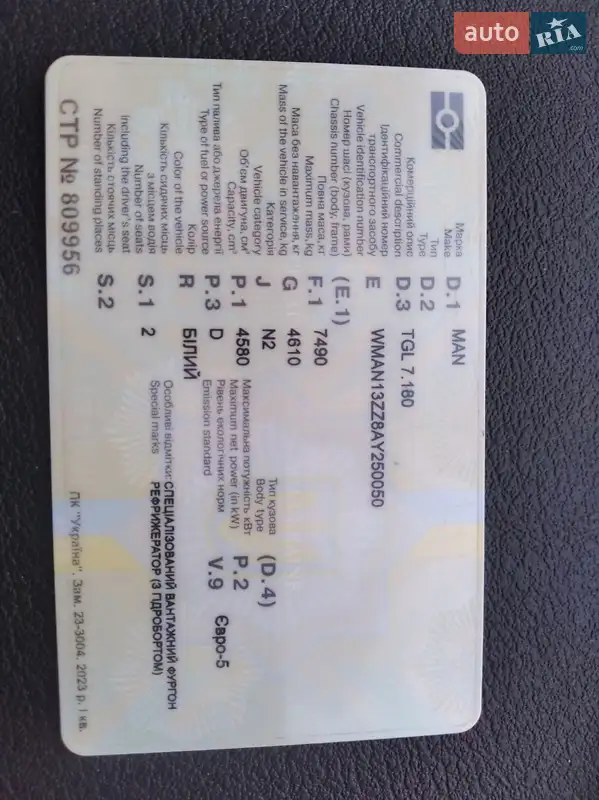 auto RIA.com
Марка
Make
D.1 MAN
Тип
Type
D.2
Комерційний опис
Commercial description
D.3 TGL 7.180
Ідентифікаційний номер
транспортного засобу
Vehicle identification number
E WMAN13ZZ8AY250050
Номер шасі (кузова, рами)
Chassis number (body, frame)
(E.1)
Повна маса, кг
Maximum mass, kg
F.1 7490
Маса без навантаження, кг
Mass of the vehicle in service, kg
G 4610
Категорія
Vehicle category
J N2
Тип кузова
Body type
(D.4)
Об'єм двигуна, см³
Capacity, cm³
P.1 4580
Максимальна потужність кВт
Maximum net power (in kW)
P.2
Тип палива або джерела енергії
Type of fuel or power source
P.3 D
Рівень екологічних норм
Emission standard
V.9 Євро-5
Колір
Color of the vehicle
R БІЛИЙ
Кількість сидячих місць
з місцем водія
Number of seats
including the driver's seat
S.1 2
Особливі відмітки: СПЕЦІАЛІЗОВАНИЙ ВАНТАЖНИЙ ФУРГОН
Special marks РЕФРИЖЕРАТОР (З ГІДРОБОРТОМ)
Кількість стоячих місць
Number of standing places
S.2
СТР № 809956
ПК "Україна". Зам. 23-3004. 2023 р. І кв.